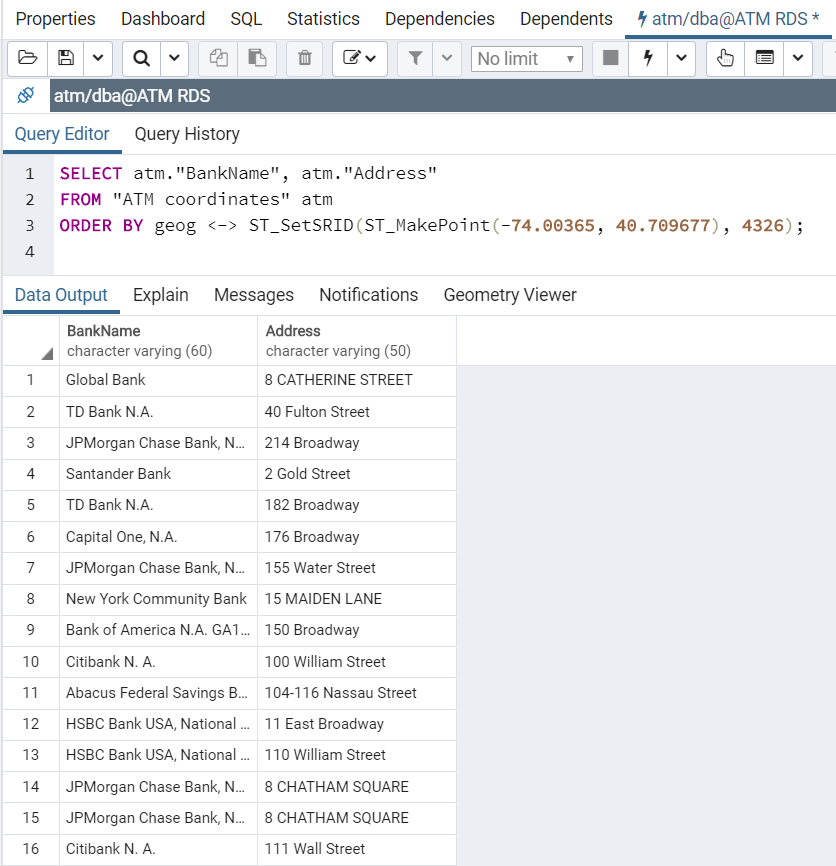 Properties Dashboard SQL Statistics Dependencies Dependents atm/dba@ATM RDS *
No limit
atm/dba@ATM RDS
Query Editor Query History
1 SELECT atm."BankName", atm."Address"
2 FROM "ATM coordinates" atm
3 ORDER BY geog <-> ST_SetSRID(ST_MakePoint(-74.00365, 40.709677), 4326);
4
Data Output Explain Messages Notifications Geometry Viewer
BankName Address
character varying (60) character varying (50)
1 Global Bank 8 CATHERINE STREET
2 TD Bank N.A. 40 Fulton Street
3 JPMorgan Chase Bank, N... 214 Broadway
4 Santander Bank 2 Gold Street
5 TD Bank N.A. 182 Broadway
6 Capital One, N.A. 176 Broadway
7 JPMorgan Chase Bank, N... 155 Water Street
8 New York Community Bank 15 MAIDEN LANE
9 Bank of America N.A. GA1... 150 Broadway
10 Citibank N. A. 100 William Street
11 Abacus Federal Savings B... 104-116 Nassau Street
12 HSBC Bank USA, National ... 11 East Broadway
13 HSBC Bank USA, National ... 110 William Street
14 JPMorgan Chase Bank, N... 8 CHATHAM SQUARE
15 JPMorgan Chase Bank, N... 8 CHATHAM SQUARE
16 Citibank N. A. 111 Wall Street